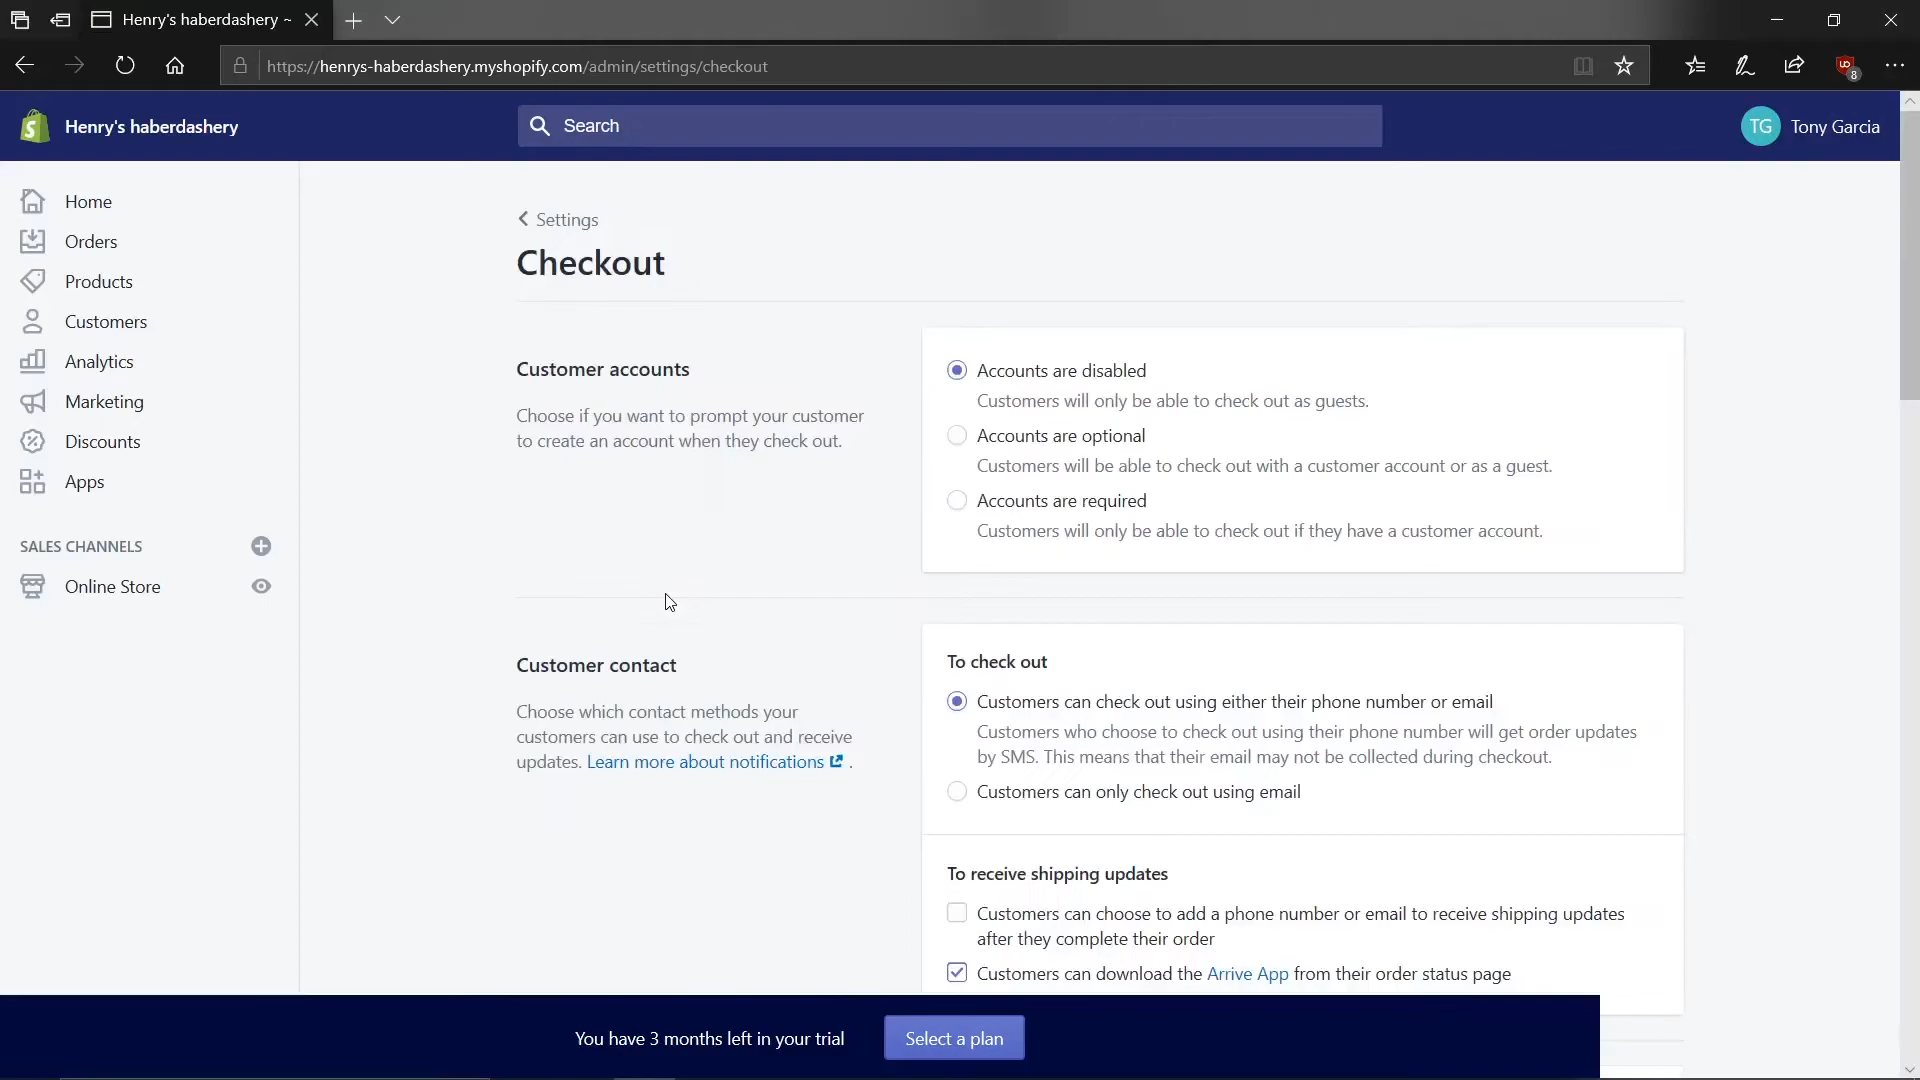 Henry's haberdashery ~
https://henrys-haberdashery.myshopify.com/admin/settings/checkout
UO
8
Henry's haberdashery
Search
TG
Tony Garcia
Home
Orders
Products
Customers
Analytics
Marketing
Discounts
Apps
SALES CHANNELS
Online Store
Settings
Checkout
Customer accounts
Choose if you want to prompt your customer
to create an account when they check out.
Accounts are disabled
Customers will only be able to check out as guests.
Accounts are optional
Customers will be able to check out with a customer account or as a guest.
Accounts are required
Customers will only be able to check out if they have a customer account.
Customer contact
Choose which contact methods your
customers can use to check out and receive
updates. Learn more about notifications .
To check out
Customers can check out using either their phone number or email
Customers who choose to check out using their phone number will get order updates
by SMS. This means that their email may not be collected during checkout.
Customers can only check out using email
To receive shipping updates
Customers can choose to add a phone number or email to receive shipping updates
after they complete their order
Customers can download the Arrive App from their order status page
You have 3 months left in your trial
Select a plan